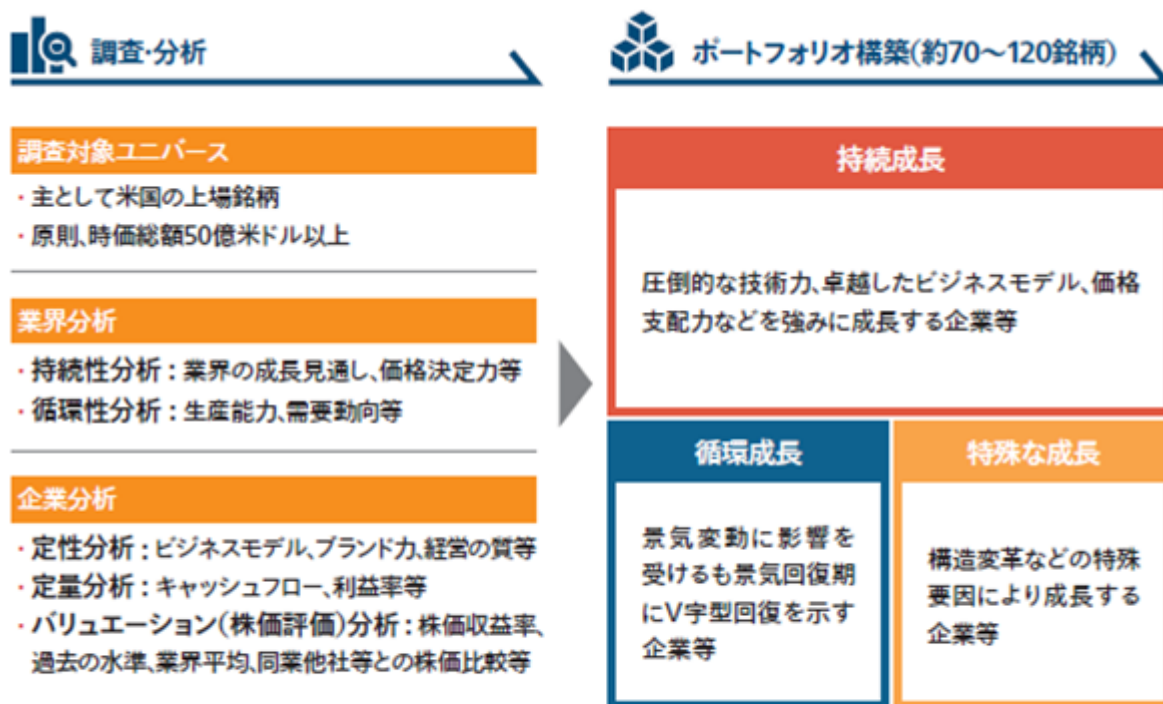 調査・分析
調査対象ユニバース
・主として米国の上場銘柄
・原則、時価総額50億米ドル以上
業界分析
・持続性分析：業界の成長見通し、価格決定力等
・循環性分析：生産能力、需要動向等
企業分析
・定性分析：ビジネスモデル、ブランド力、経営の質等
・定量分析：キャッシュフロー、利益率等
・バリュエーション(株価評価)分析：株価収益率、
過去の水準、業界平均、同業他社等との株価比較等
ポートフォリオ構築(約70～120銘柄)
持続成長
圧倒的な技術力、卓越したビジネスモデル、価格
支配力などを強みに成長する企業等
循環成長
景気変動に影響を
受けるも景気回復期
にV字型回復を示す
企業等
特殊な成長
構造変革などの特殊
要因により成長する
企業等